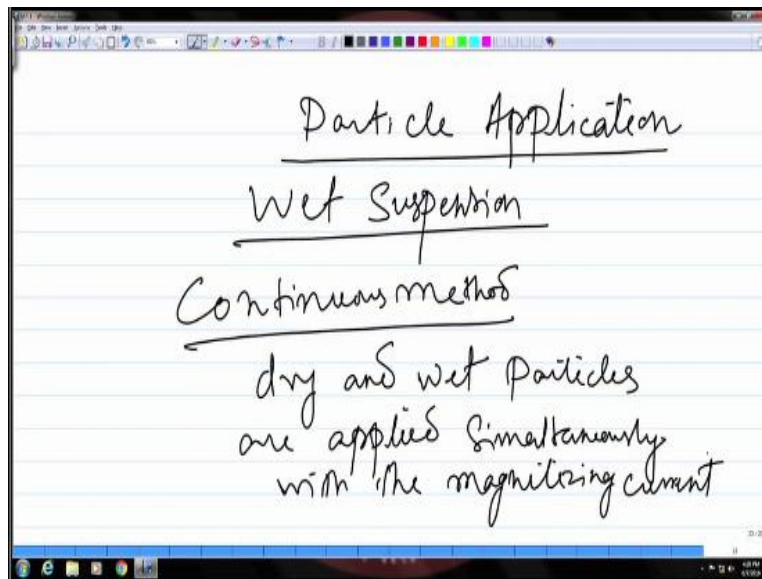 Particle Application
Wet Suspension
Continuous method
dry and wet particles
are applied Simultaneously
with the magnitizing current